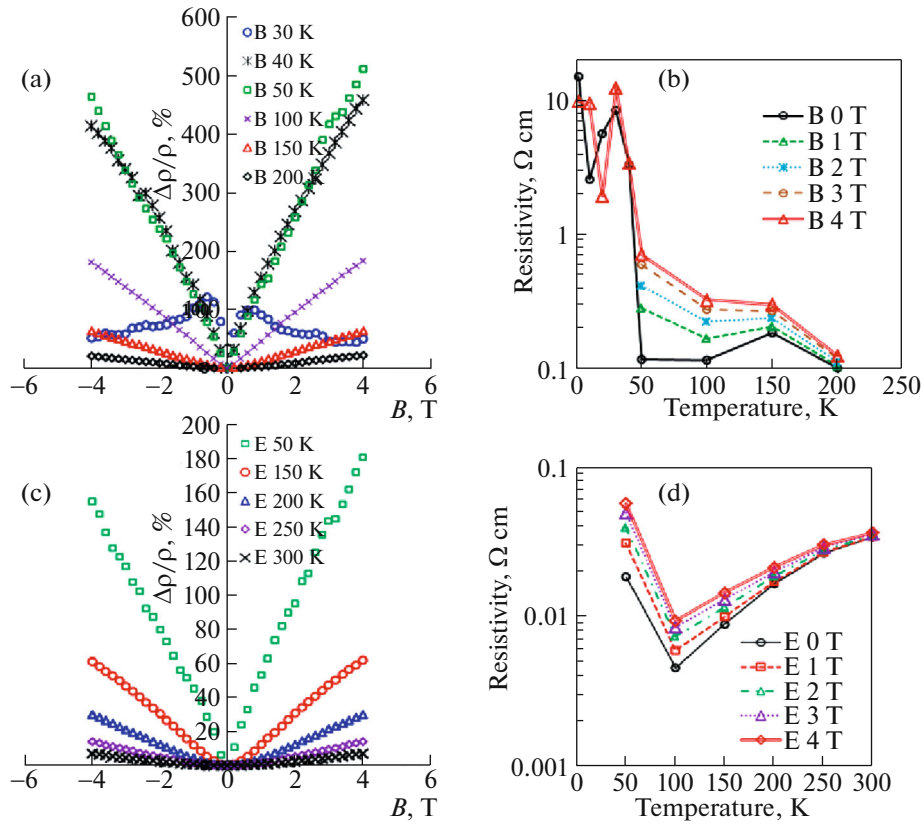 (a)
Δρ/ρ, %
600
500
400
300
200
100
0
−6
−4
−2
0
2
4
6
B, T
B 30 K
B 40 K
B 50 K
B 100 K
B 150 K
B 200
(b)
Resistivity, Ω cm
10
1
0.1
0
50
100
150
200
250
Temperature, K
B 0 T
B 1 T
B 2 T
B 3 T
B 4 T
(c)
Δρ/ρ, %
200
180
160
140
120
100
80
60
40
20
−6
−4
−2
0
2
4
6
B, T
E 50 K
E 150 K
E 200 K
E 250 K
E 300 K
(d)
Resistivity, Ω cm
0.1
0.01
0.001
0
50
100
150
200
250
300
Temperature, K
E 0 T
E 1 T
E 2 T
E 3 T
E 4 T